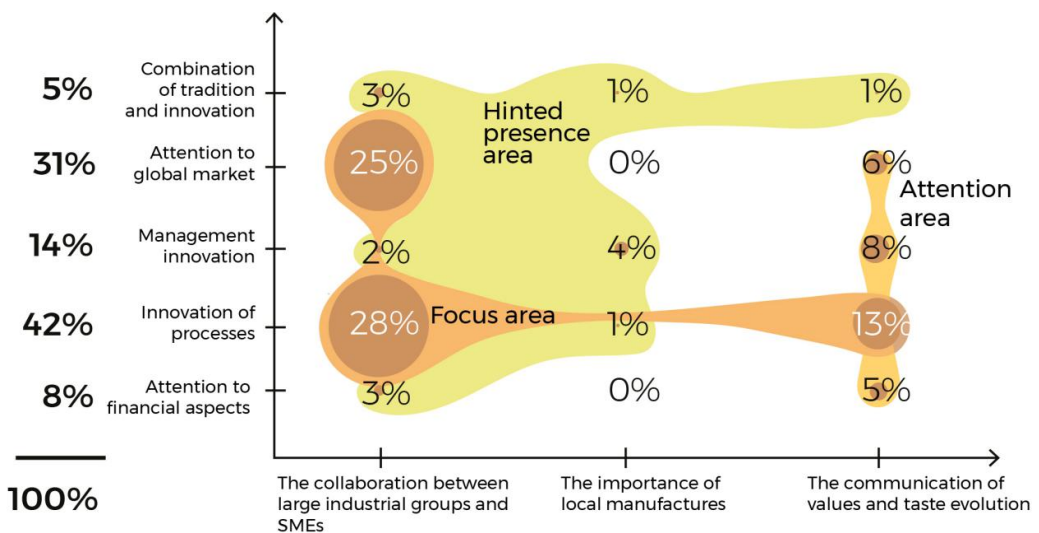 5%
Combination
of tradition
and innovation
3%
1%
1%
Hinted
presence
area
31%
Attention to
global market
25%
0%
6%
Attention
area
14%
Management
innovation
2%
4%
8%
42%
Innovation of
processes
28%
Focus area
1%
13%
8%
Attention to
financial aspects
3%
0%
5%
100%
The collaboration between
large industrial groups and
SMEs
The importance of
local manufactures
The communication of
values and taste evolution